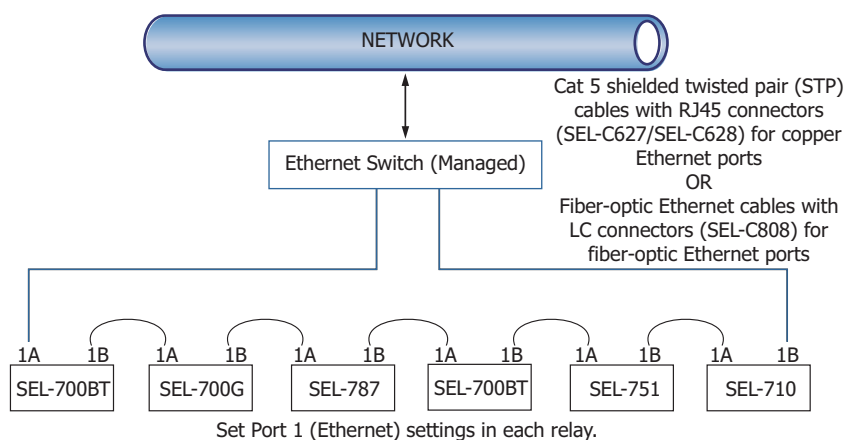 NETWORK
Cat 5 shielded twisted pair (STP)
cables with RJ45 connectors
(SEL-C627/SEL-C628) for copper
Ethernet ports
OR
Fiber-optic Ethernet cables with
LC connectors (SEL-C808) for
fiber-optic Ethernet ports
Ethernet Switch (Managed)
1A 1B 1A 1B 1A 1B 1A 1B 1A 1B 1A 1B
SEL-700BT SEL-700G SEL-787 SEL-700BT SEL-751 SEL-710
Set Port 1 (Ethernet) settings in each relay.